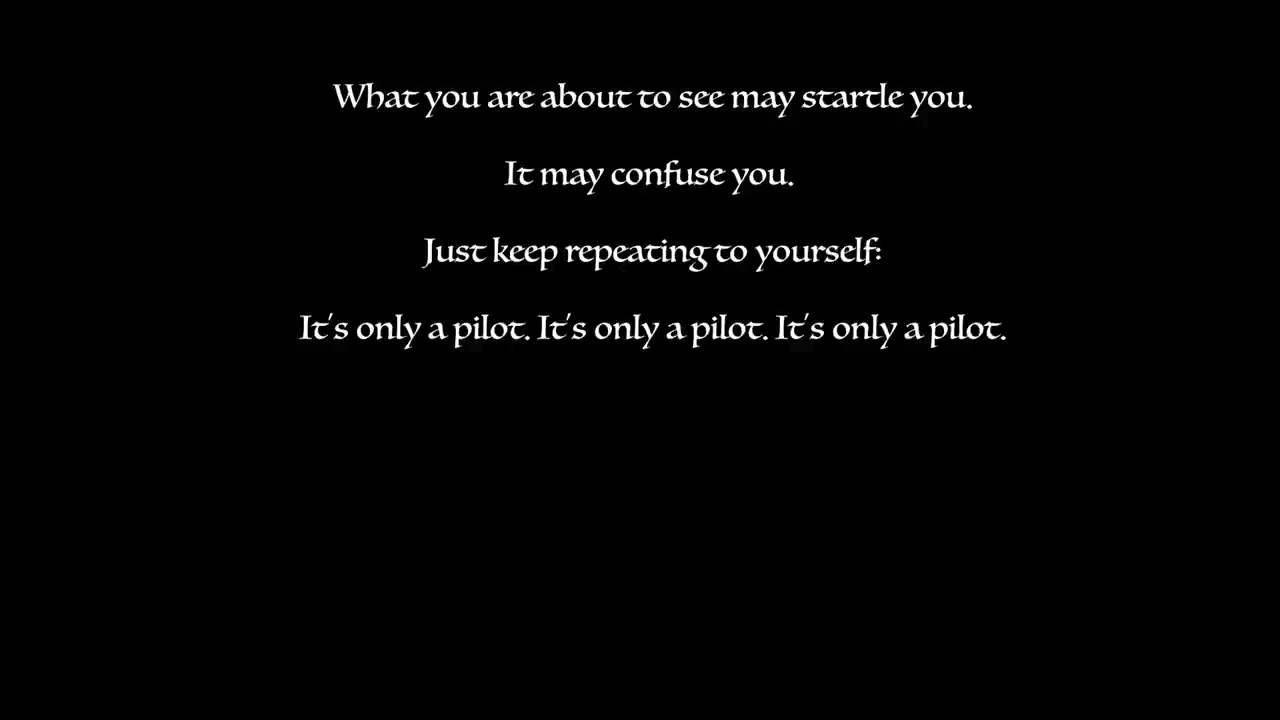 What you are about to see may startle you.
It may confuse you.
Just keep repeating to yourself:
It's only a pilot. It's only a pilot. It's only a pilot.